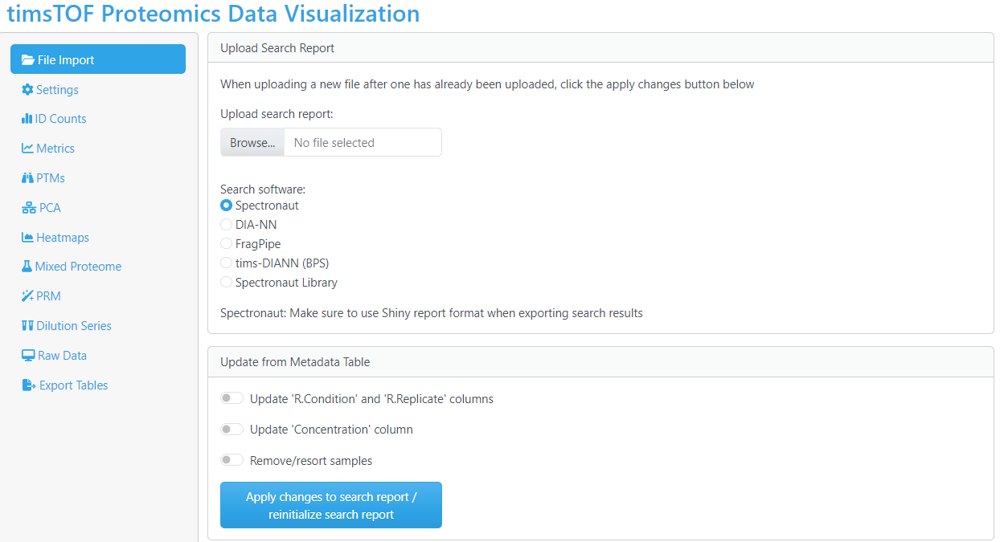 timsTOF Proteomics Data Visualization
File Import
Settings
ID Counts
Metrics
PTMs
PCA
Heatmaps
Mixed Proteome
PRM
Dilution Series
Raw Data
Export Tables
Upload Search Report
When uploading a new file after one has already been uploaded, click the apply changes button below
Upload search report:
Browse... No file selected
Search software:
Spectronaut
DIA-NN
FragPipe
tims-DIANN (BPS)
Spectronaut Library
Spectronaut: Make sure to use Shiny report format when exporting search results
Update from Metadata Table
Update 'R.Condition' and 'R.Replicate' columns
Update 'Concentration' column
Remove/resort samples
Apply changes to search report /
reinitialize search report